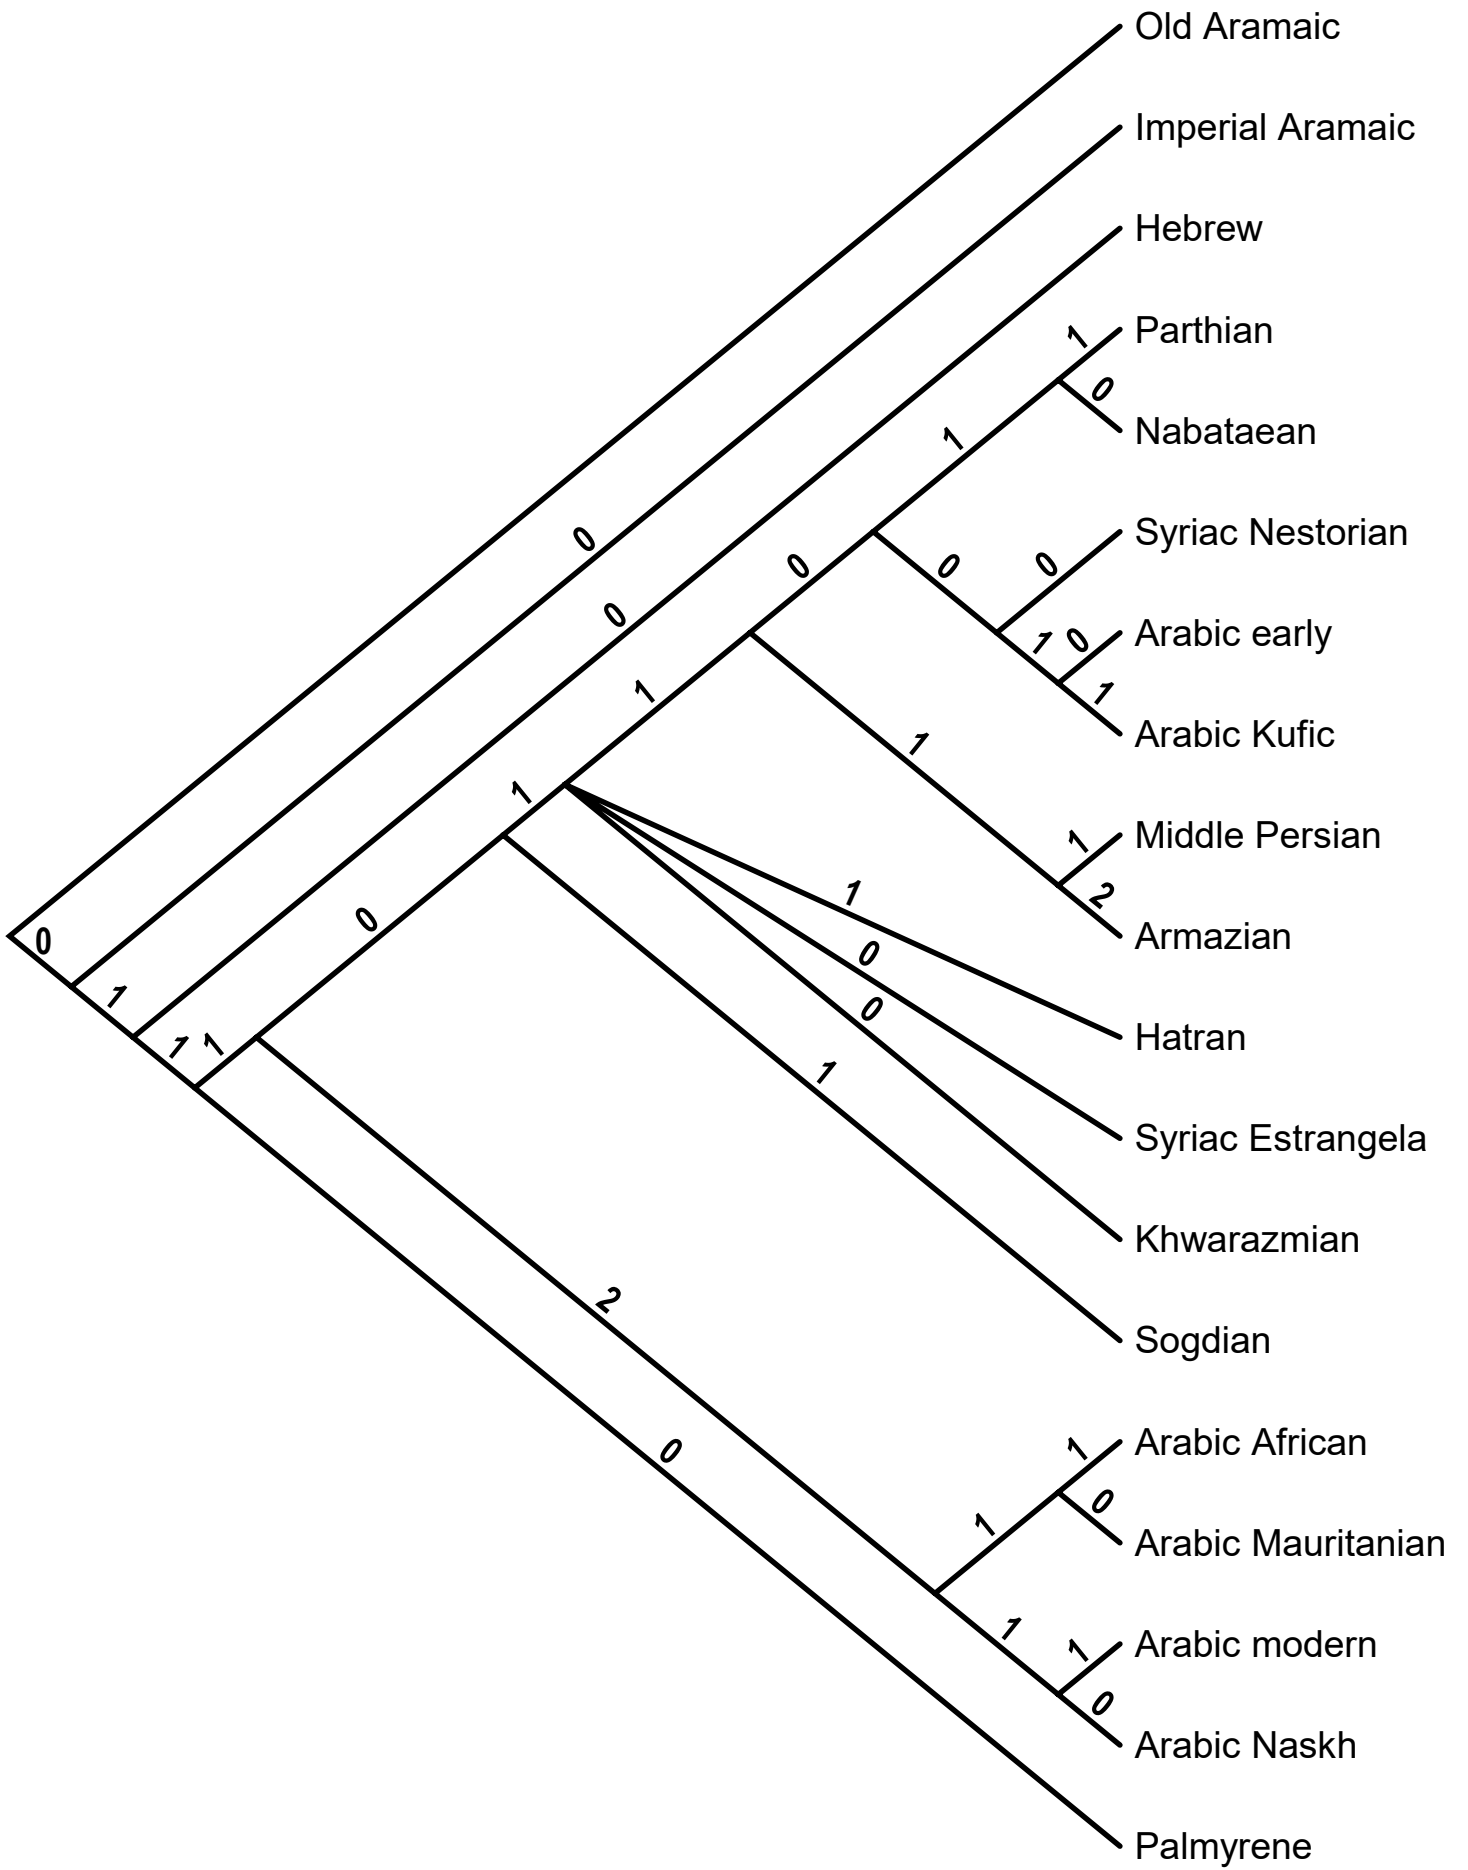 Old Aramaic
Imperial Aramaic
Hebrew
1 Parthian
0
Nabataean
1
Syriac Nestorian
0
0
0
0
1
0
Arabic early
0
1
1
Arabic Kufic
1
1
1
Middle Persian
1
2
1
0
0
Armazian
0
0
1
Hatran
1
1
1
Syriac Estrangela
Khwarazmian
2
Sogdian
1
Arabic African
0
0
1
Arabic Mauritanian
1
1
Arabic modern
0
Arabic Naskh
Palmyrene